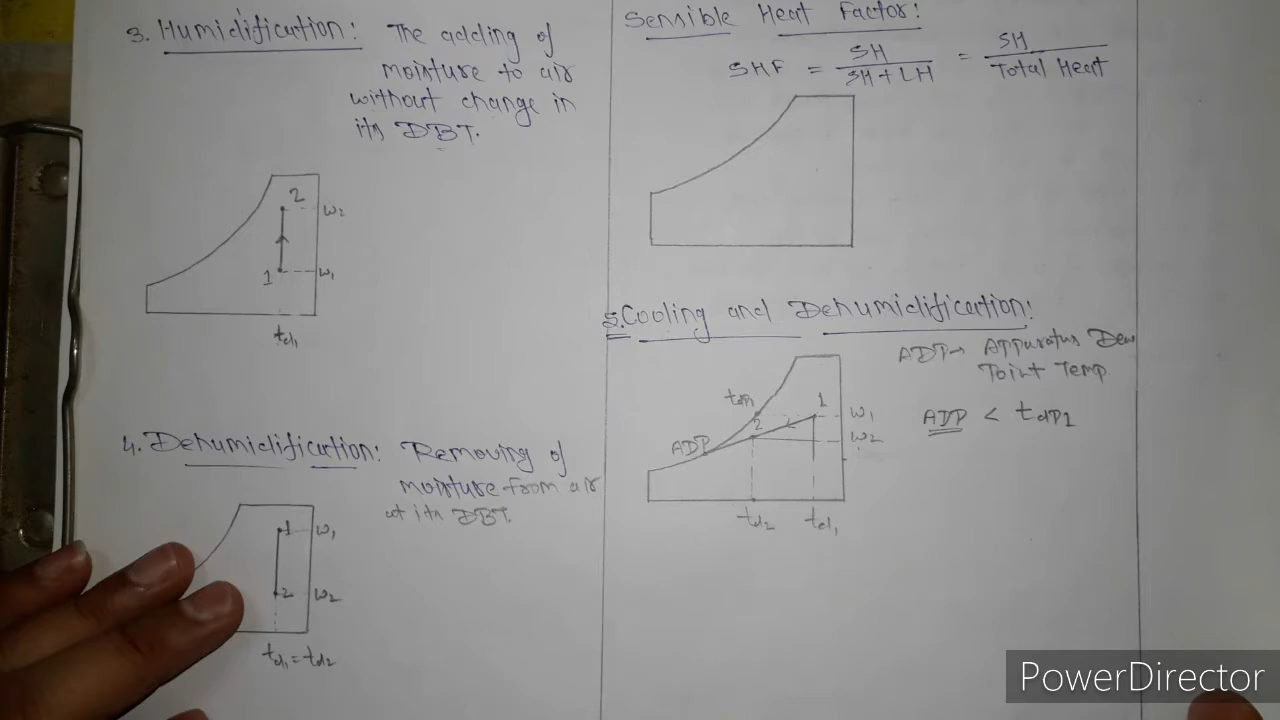 3. Humidification: The adding of
moisture to air
without change in
its DBT.
2
W2
1
W1
td1
4. Dehumidification: Removing of
moisture from air
at its DBT.
1 W1
2 W2
td1 = td2
Sensible Heat Factor:
SHF = SH / SH + LH = SH / Total Heat
5. Cooling and Dehumidification:
ADP → Apparatus Dew
Point Temp.
ADP < tdp1
tdp1
1
W1
2
W2
ADP
td2 td1
PowerDirector